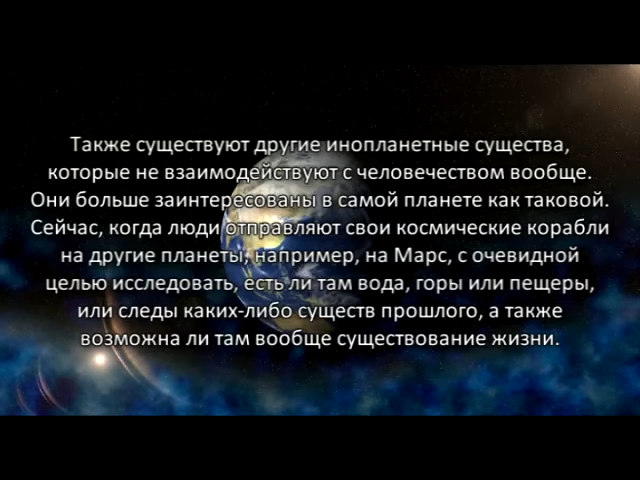 Также существуют другие инопланетные существа,
которые не взаимодействуют с человечеством вообще.
Они больше заинтересованы в самой планете как таковой.
Сейчас, когда люди отправляют свои космические корабли
на другие планеты, например, на Марс, с очевидной
целью исследовать, есть ли там вода, горы или пещеры,
или следы каких-либо существ прошлого, а также
возможна ли там вообще существование жизни.